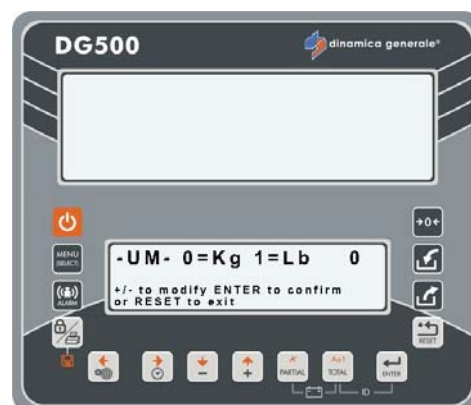 DG500
dinamica generale®
→0←
MENU
(SELECT)
ALARM
-UM- 0=Kg 1=Lb 0
+/- to modify ENTER to confirm
or RESET to exit
RESET
PARTIAL
TOTAL
ENTER
ID